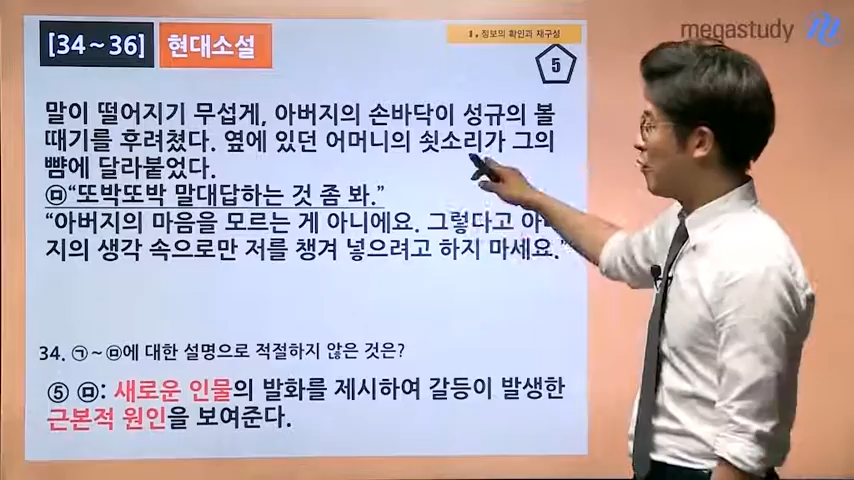 [34~36] 현대소설
Ⅰ. 정보의 확인과 재구성
5
megastudy
말이 떨어지기 무섭게, 아버지의 손바닥이 성규의 볼
때기를 후려쳤다. 옆에 있던 어머니의 쇳소리가 그의
뺨에 달라붙었다.
㉤“또박또박 말대답하는 것 좀 봐.”
“아버지의 마음을 모르는 게 아니에요. 그렇다고 아버
지의 생각 속으로만 저를 챙겨 넣으려고 하지 마세요.”
34. ㉠~㉤에 대한 설명으로 적절하지 않은 것은?
⑤ ㉤: 새로운 인물의 발화를 제시하여 갈등이 발생한
근본적 원인을 보여준다.